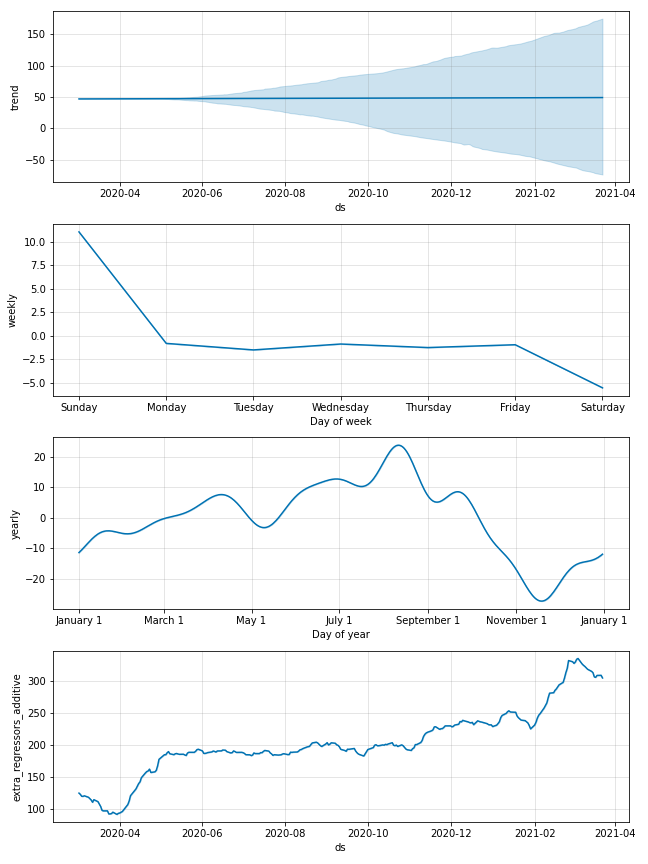 150
100
50
0
−50
trend
2020-04 2020-06 2020-08 2020-10 2020-12 2021-02 2021-04
ds
10.0
7.5
5.0
2.5
0.0
−2.5
−5.0
weekly
Sunday Monday Tuesday Wednesday Thursday Friday Saturday
Day of week
20
10
0
−10
−20
yearly
January 1 March 1 May 1 July 1 September 1 November 1 January 1
Day of year
300
250
200
150
100
extra_regressors_additive
2020-04 2020-06 2020-08 2020-10 2020-12 2021-02 2021-04
ds